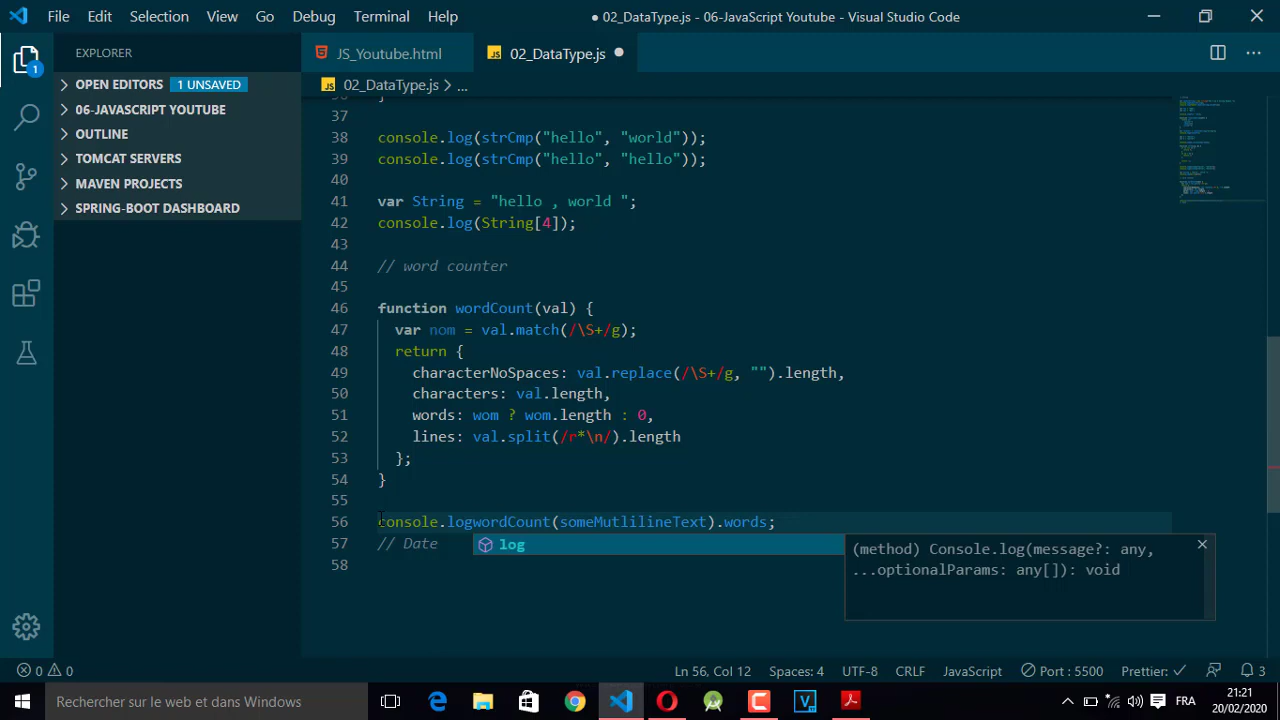 File Edit Selection View Go Debug Terminal Help
● 02_DataType.js - 06-JavaScript Youtube - Visual Studio Code
EXPLORER
OPEN EDITORS 1 UNSAVED
06-JAVASCRIPT YOUTUBE
OUTLINE
TOMCAT SERVERS
MAVEN PROJECTS
SPRING-BOOT DASHBOARD
1
JS_Youtube.html
JS 02_DataType.js ●
JS 02_DataType.js > ...
37
38 console.log(strCmp("hello", "world"));
39 console.log(strCmp("hello", "hello"));
40
41 var String = "hello , world ";
42 console.log(String[4]);
43
44 // word counter
45
46 function wordCount(val) {
47 var nom = val.match(/\S+/g);
48 return {
49 characterNoSpaces: val.replace(/\S+/g, "").length,
50 characters: val.length,
51 words: wom ? wom.length : 0,
52 lines: val.split(/r*\n/).length
53 };
54 }
55
56 console.logwordCount(someMutlilineText).words;
57 // Date
58
log
(method) Console.log(message?: any,
...optionalParams: any[]): void
0 0
Ln 56, Col 12 Spaces: 4 UTF-8 CRLF JavaScript Port : 5500 Prettier: ✓ 3
Rechercher sur le web et dans Windows
FRA
21:21
20/02/2020